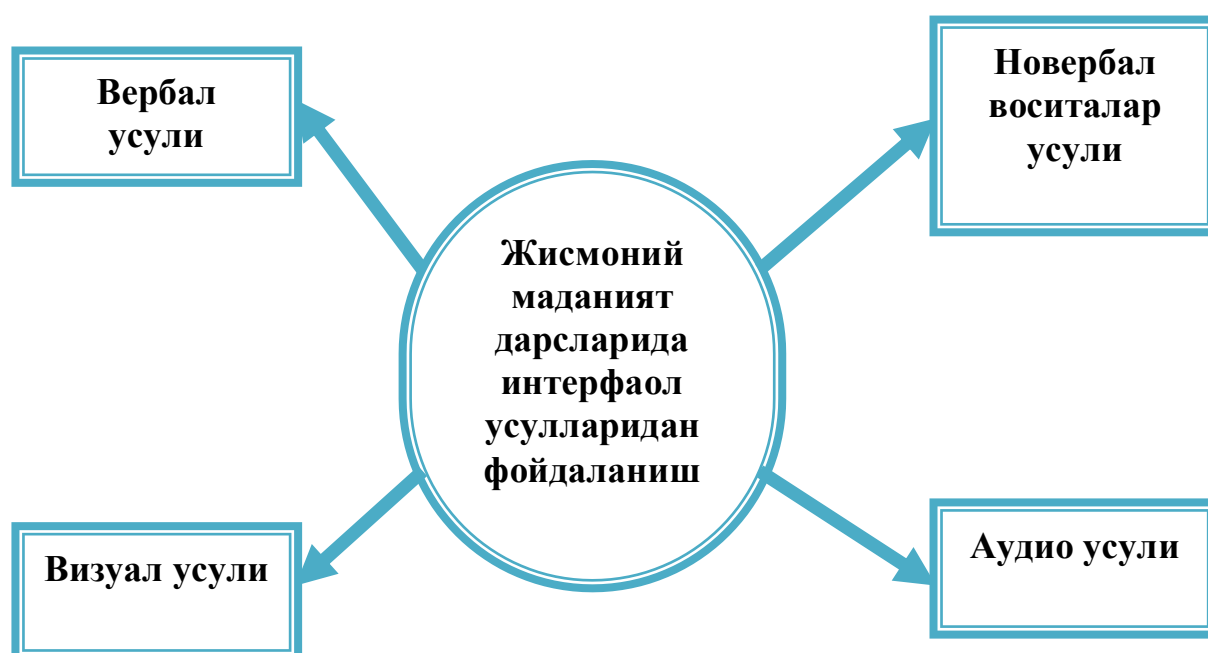 Вербал
усули
Новербал
воситалар
усули
Жисмоний
маданият
дарсларида
интерфаол
усулларидан
фойдаланиш
Визуал усули
Аудио усули